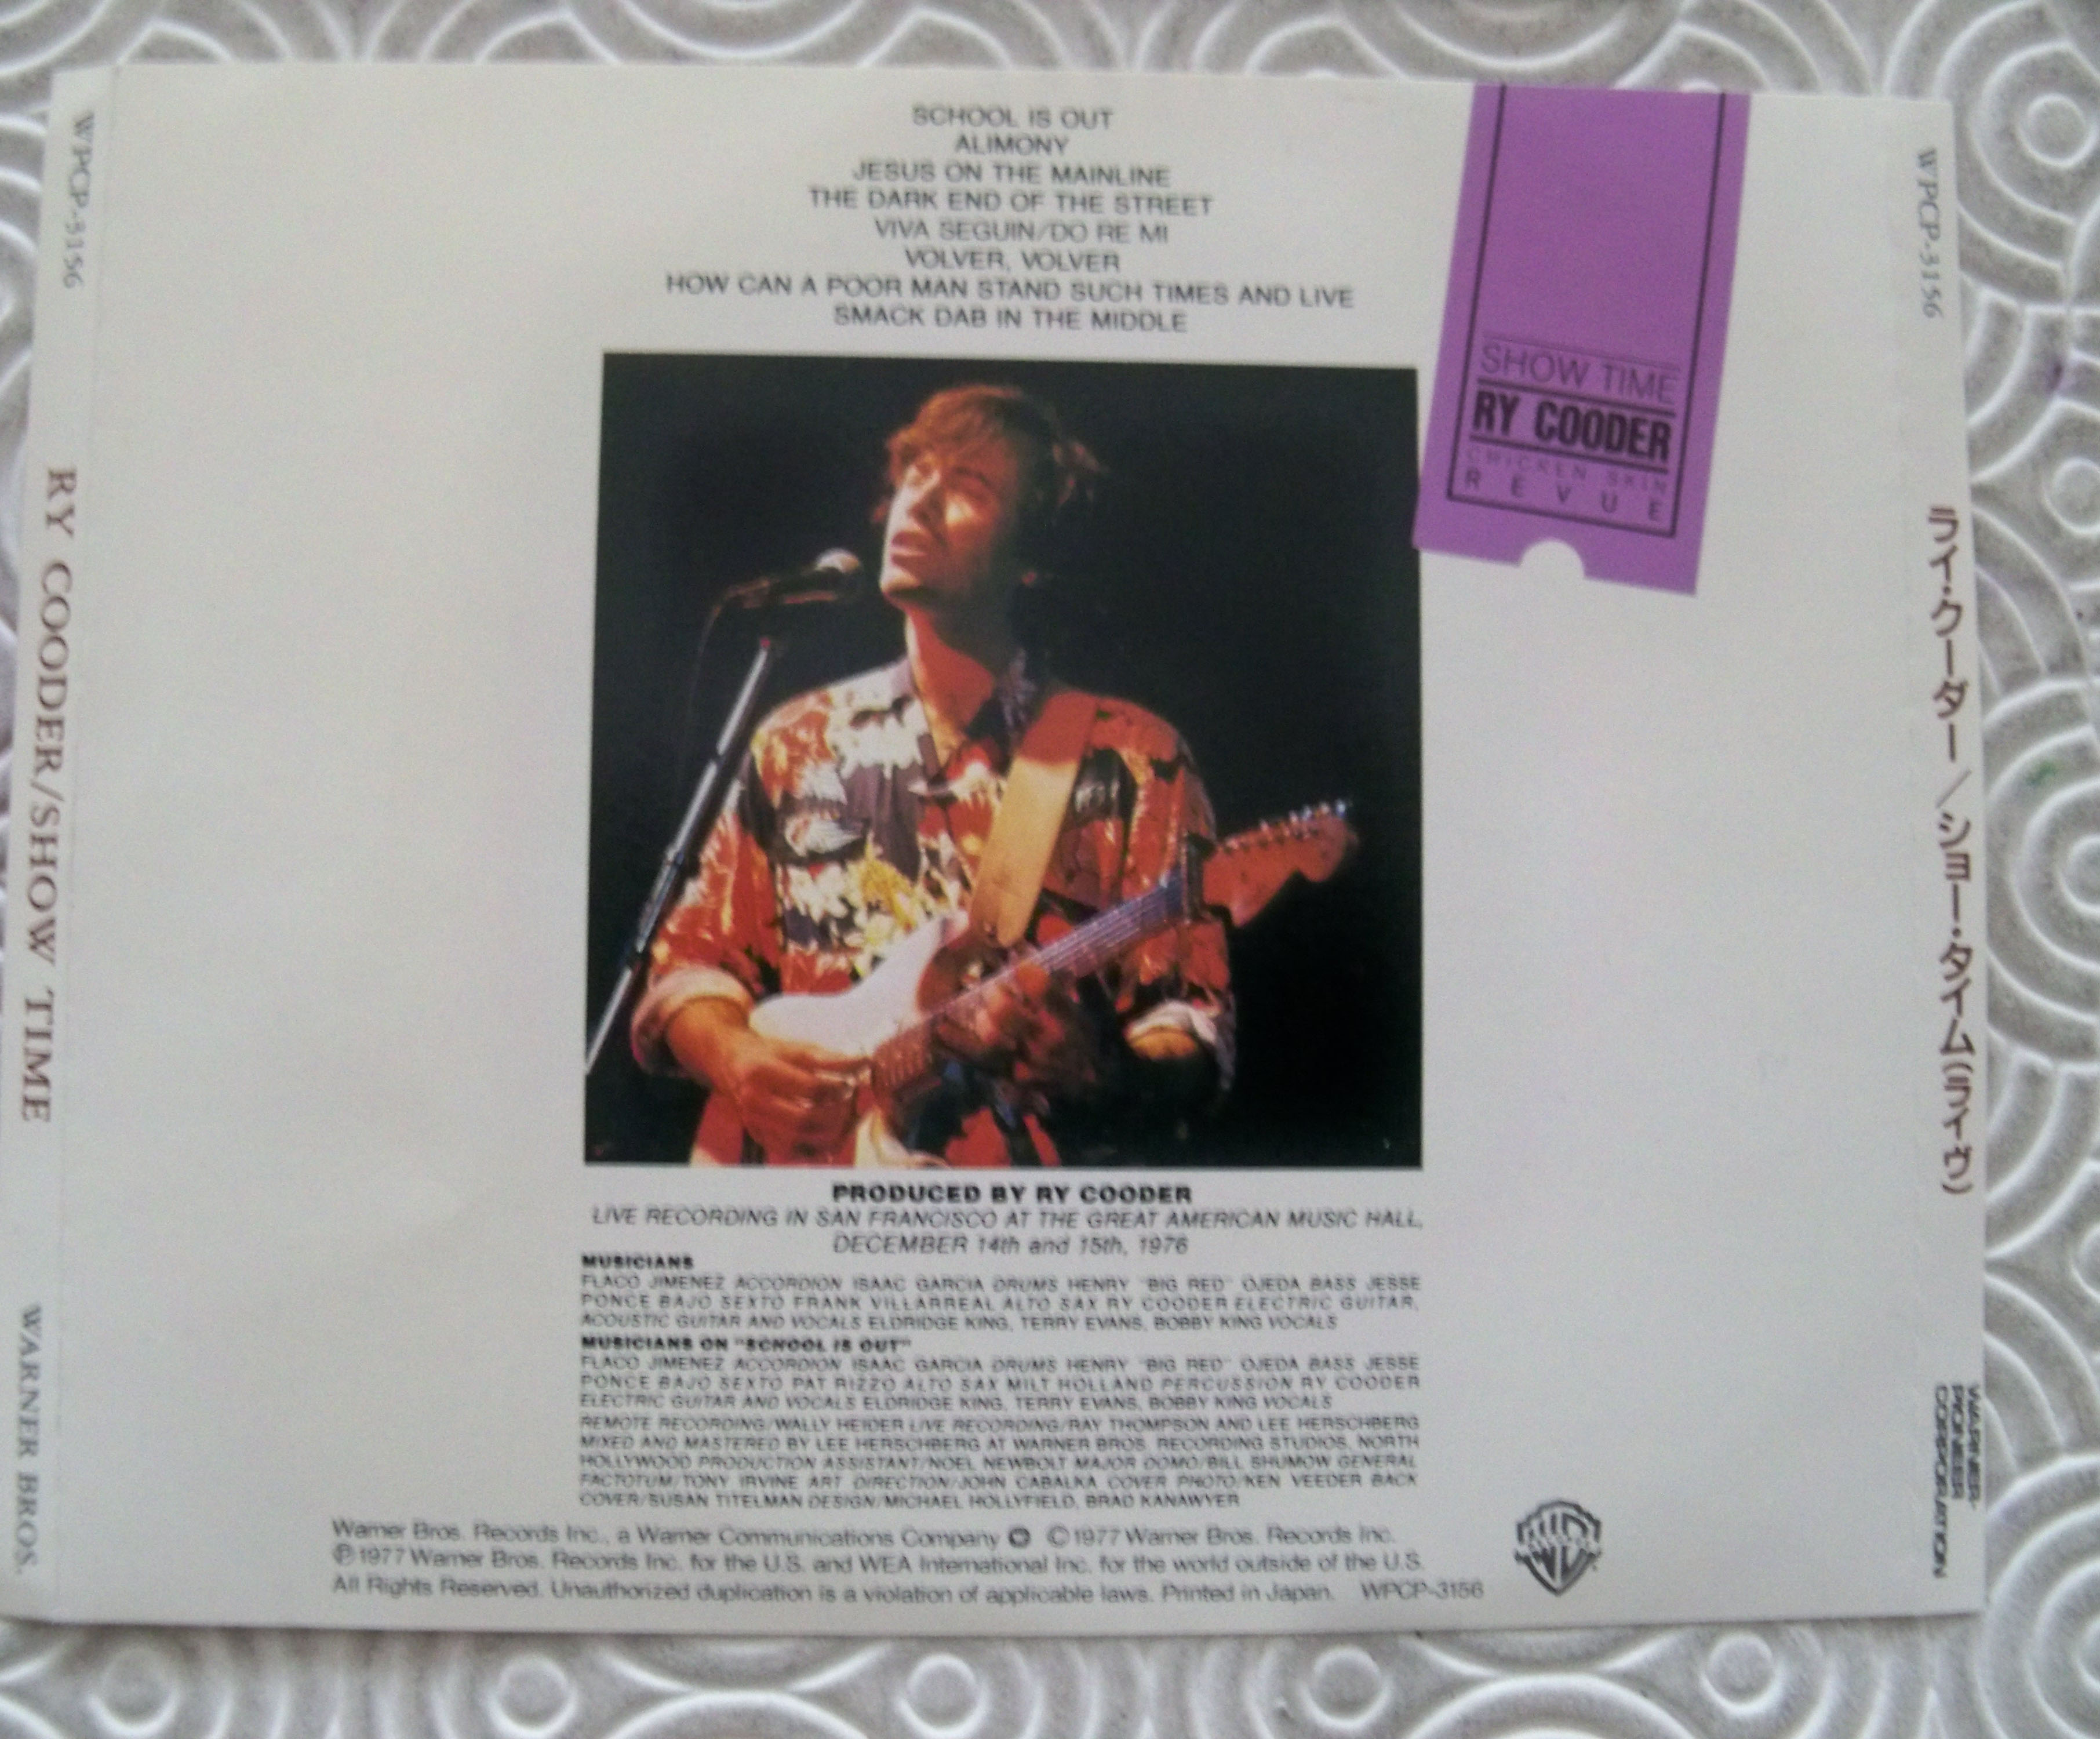 SCHOOL IS OUT
ALIMONY
JESUS ON THE MAINLINE
THE DARK END OF THE STREET
VIVA SEGUIN/DO RE MI
VOLVER, VOLVER
HOW CAN A POOR MAN STAND SUCH TIMES AND LIVE
SMACK DAB IN THE MIDDLE
SHOW TIME
RY COODER
CHICKEN SKIN
REVUE
PRODUCED BY RY COODER
LIVE RECORDING IN SAN FRANCISCO AT THE GREAT AMERICAN MUSIC HALL,
DECEMBER 14th and 15th, 1976
MUSICIANS
FLACO JIMENEZ ACCORDION ISAAC GARCIA DRUMS HENRY "BIG RED" OJEDA BASS JESSE
PONCE BAJO SEXTO FRANK VILLARREAL ALTO SAX RY COODER ELECTRIC GUITAR,
ACOUSTIC GUITAR AND VOCALS ELDRIDGE KING, TERRY EVANS, BOBBY KING VOCALS
MUSICIANS ON "SCHOOL IS OUT"
FLACO JIMENEZ ACCORDION ISAAC GARCIA DRUMS HENRY "BIG RED" OJEDA BASS JESSE
PONCE BAJO SEXTO PAT RIZZO ALTO SAX MILT HOLLAND PERCUSSION RY COODER
ELECTRIC GUITAR AND VOCALS ELDRIDGE KING, TERRY EVANS, BOBBY KING VOCALS
REMOTE RECORDING/WALLY HEIDER LIVE RECORDING/RAY THOMPSON AND LEE HERSCHBERG
MIXED AND MASTERED BY LEE HERSCHBERG AT WARNER BROS. RECORDING STUDIOS, NORTH
HOLLYWOOD PRODUCTION ASSISTANT/NOEL NEWBOLT MAJOR DOMO/BILL SHUMOW GENERAL
FACTOTUM/TONY IRVINE ART DIRECTION/JOHN CABALKA COVER PHOTO/KEN VEEDER BACK
COVER/SUSAN TITELMAN DESIGN/MICHAEL HOLLYFIELD, BRAD KANAWYER
Warner Bros. Records Inc., a Warner Communications Company ©1977 Warner Bros. Records Inc.
℗1977 Warner Bros. Records Inc. for the U.S. and WEA International Inc. for the world outside of the U.S.
All Rights Reserved. Unauthorized duplication is a violation of applicable laws. Printed in Japan. WPCP-3156
WPCP-3156
RY COODER/SHOW TIME
WARNER BROS.
WPCP-3156
ライ・クーダー/ショー・タイム(ライヴ)
WARNER-
PIONEER
CORPORATION